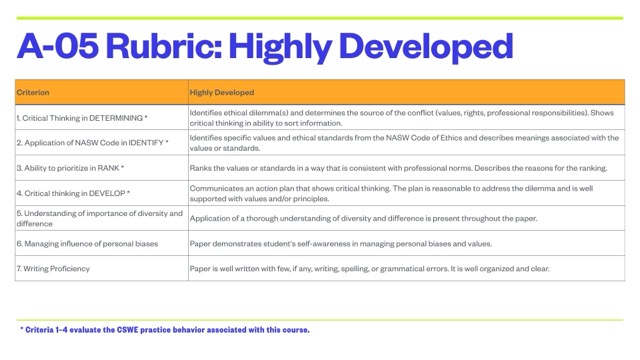 A-05 Rubric: Highly Developed
Criterion
Highly Developed
1. Critical Thinking in DETERMINING *
Identifies ethical dilemma(s) and determines the source of the conflict (values, rights, professional responsibilities). Shows
critical thinking in ability to sort information.
2. Application of NASW Code in IDENTIFY *
Identifies specific values and ethical standards from the NASW Code of Ethics and describes meanings associated with the
values or standards.
3. Ability to prioritize in RANK *
Ranks the values or standards in a way that is consistent with professional norms. Describes the reasons for the ranking.
4. Critical thinking in DEVELOP *
Communicates an action plan that shows critical thinking. The plan is reasonable to address the dilemma and is well
supported with values and/or principles.
5. Understanding of importance of diversity and
difference
Application of a thorough understanding of diversity and difference is present throughout the paper.
6. Managing influence of personal biases
Paper demonstrates student's self-awareness in managing personal biases and values.
7. Writing Proficiency
Paper is well written with few, if any, writing, spelling, or grammatical errors. It is well organized and clear.
* Criteria 1-4 evaluate the CSWE practice behavior associated with this course.